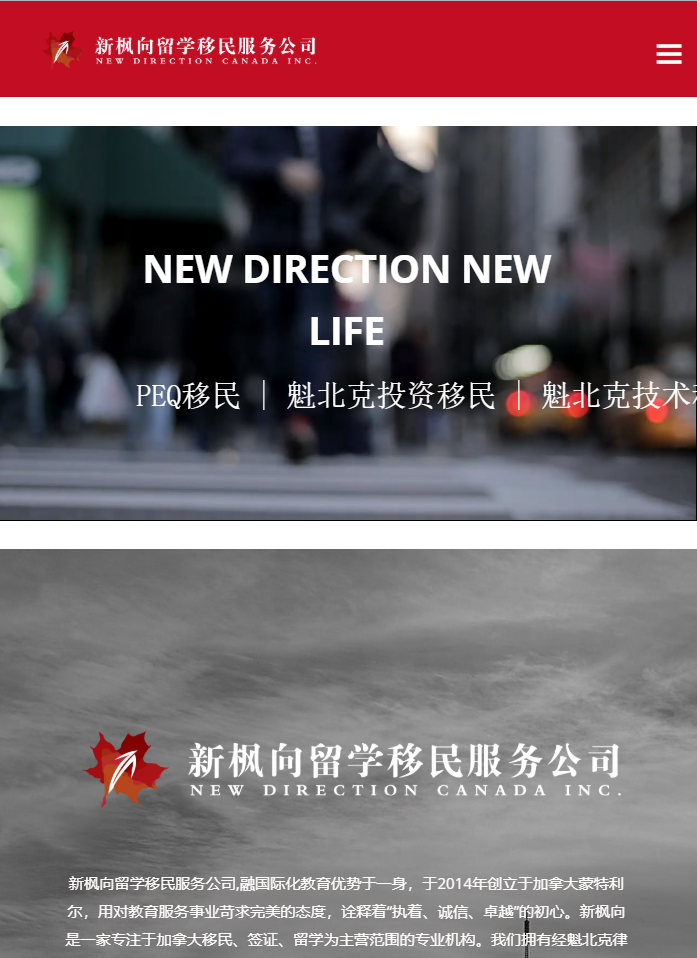 新枫向留学移民服务公司
NEW DIRECTION CANADA INC.
NEW DIRECTION NEW
LIFE
PEQ移民 | 魁北克投资移民 | 魁北克技术
新枫向留学移民服务公司
NEW DIRECTION CANADA INC.
新枫向留学移民服务公司,融国际化教育优势于一身，于2014年创立于加拿大蒙特利
尔，用对教育服务事业苛求完美的态度，诠释着“执着、诚信、卓越”的初心。新枫向
是一家专注于加拿大移民、签证、留学为主营范围的专业机构。我们拥有经魁北克律